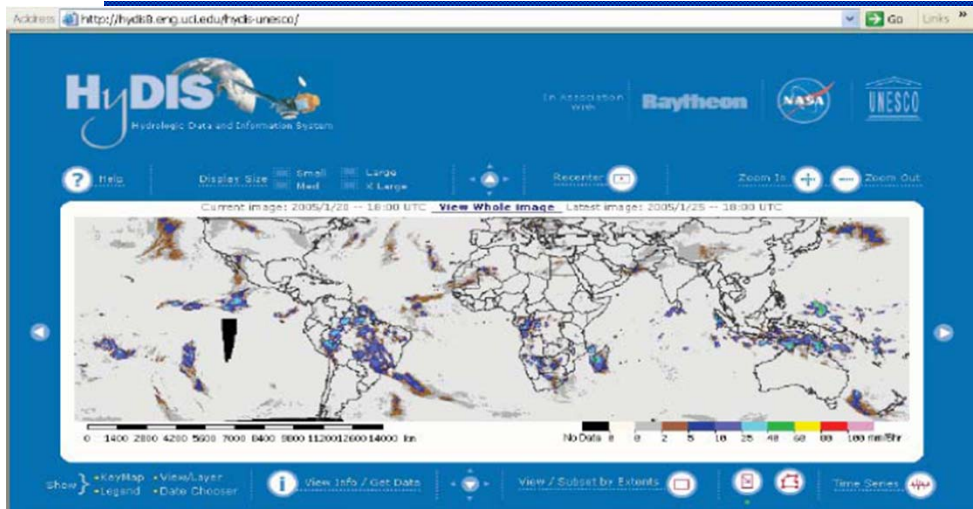 Address http://hydis8.eng.uci.edu/hydis-unesco/ Go Links »
HyDIS
Hydrologic Data and Information System
In Association With Raytheon NASA UNESCO
? Help Display Size Small Large Recenter Zoom In Zoom Out
Med X Large
Current image: 2005/1/20 -- 18:00 UTC View Whole image Latest image: 2005/1/25 -- 18:00 UTC
0 1400 2800 4200 5600 7000 8400 9800 11200 12600 14000 km
No Data 0 0 2 5 10 25 40 60 80 100 mm/8hr
Show } •KeyMap •View/Layer i View Info / Get Data View / Subset by Extents Time Series
•Legend •Date Chooser